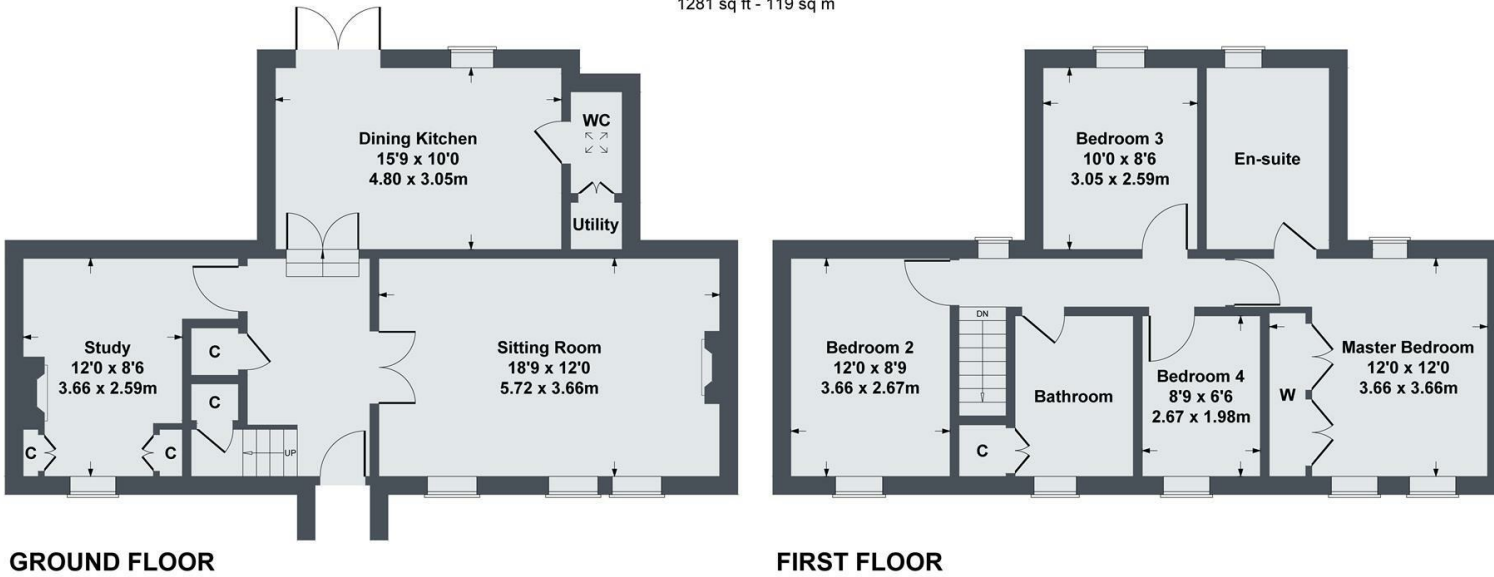 1281 sq ft - 119 sq m
Dining Kitchen
15'9 x 10'0
4.80 x 3.05m
WC
Utility
Study
12'0 x 8'6
3.66 x 2.59m
C
C
C
C
UP
Sitting Room
18'9 x 12'0
5.72 x 3.66m
GROUND FLOOR
Bedroom 3
10'0 x 8'6
3.05 x 2.59m
En-suite
Bedroom 2
12'0 x 8'9
3.66 x 2.67m
DN
C
Bathroom
Bedroom 4
8'9 x 6'6
2.67 x 1.98m
W
Master Bedroom
12'0 x 12'0
3.66 x 3.66m
FIRST FLOOR